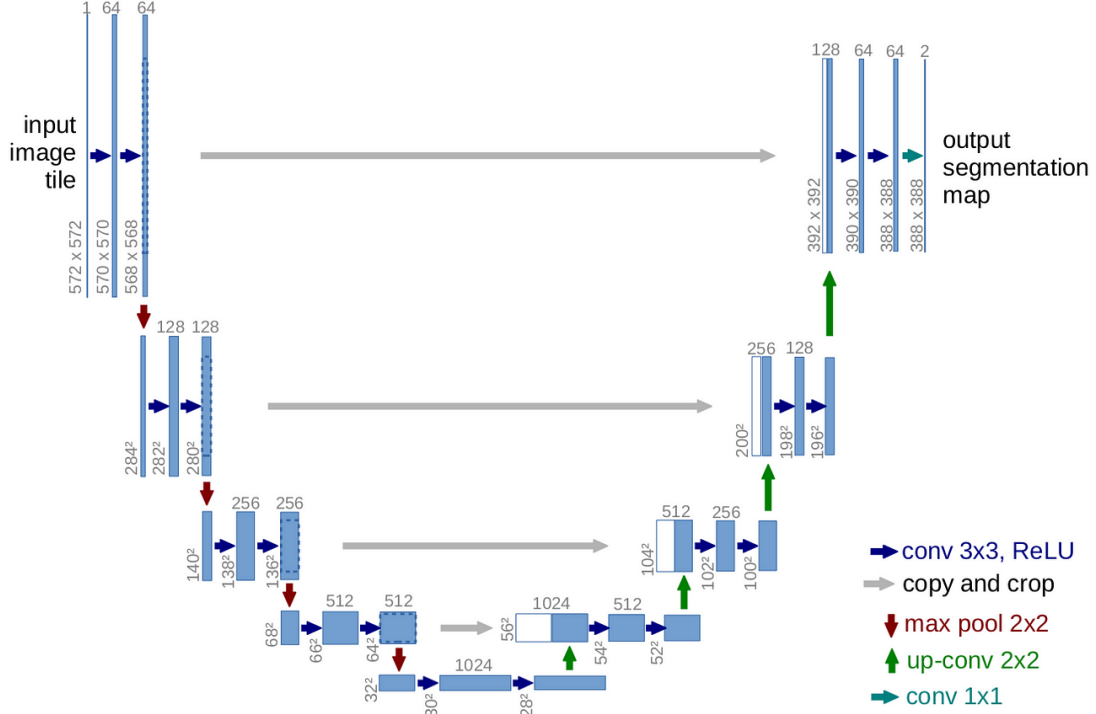 1 64 64
128 64 64 2
input
image
tile
output
segmentation
map
572 x 572
570 x 570
568 x 568
392 x 392
390 x 390
388 x 388
388 x 388
128 128
256 128
284²
282²
280²
200²
198²
196²
256 256
512 256
140²
138²
136²
104²
102²
100²
512 512
1024 512
68²
66²
64²
56²
54²
52²
1024
32²
30²
28²
conv 3x3, ReLU
copy and crop
max pool 2x2
up-conv 2x2
conv 1x1